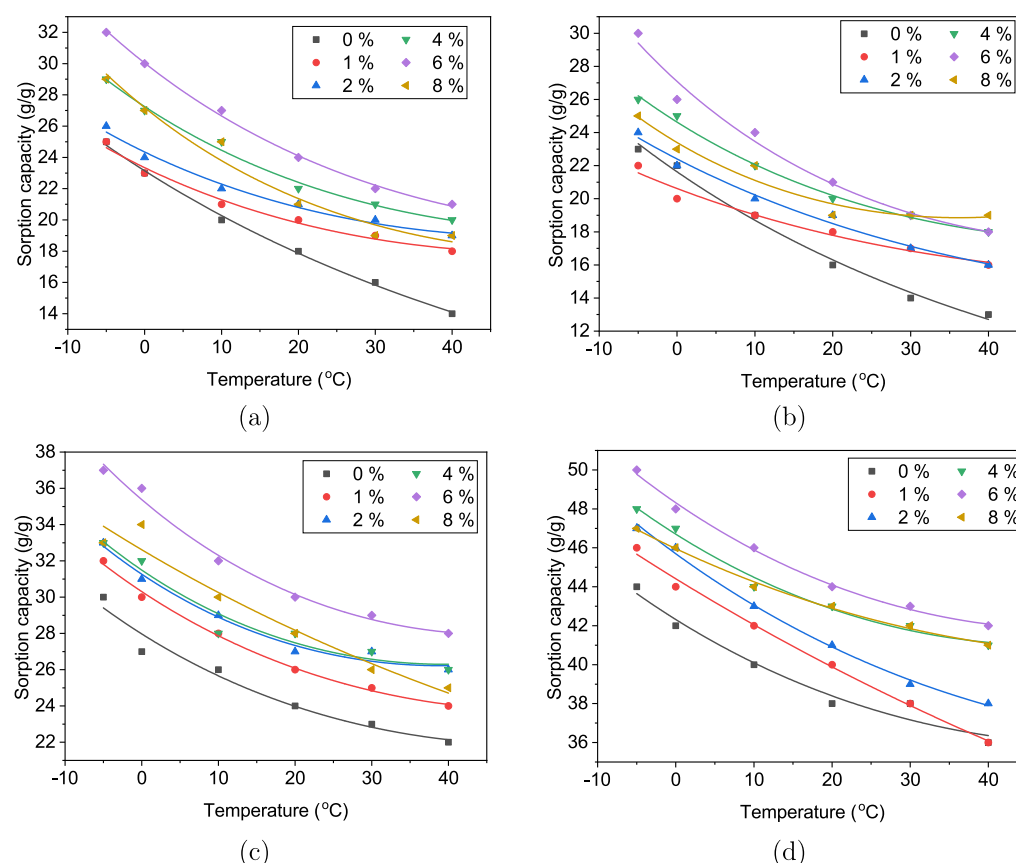 0 % 4 %
1 % 6 %
2 % 8 %
Sorption capacity (g/g)
32
30
28
26
24
22
20
18
16
14
-10 0 10 20 30 40
Temperature (°C)
(a)
0 % 4 %
1 % 6 %
2 % 8 %
Sorption capacity (g/g)
30
28
26
24
22
20
18
16
14
12
-10 0 10 20 30 40
Temperature (°C)
(b)
0 % 4 %
1 % 6 %
2 % 8 %
Sorption capacity (g/g)
38
36
34
32
30
28
26
24
22
-10 0 10 20 30 40
Temperature (°C)
(c)
0 % 4 %
1 % 6 %
2 % 8 %
Sorption capacity (g/g)
50
48
46
44
42
40
38
36
-10 0 10 20 30 40
Temperature (°C)
(d)